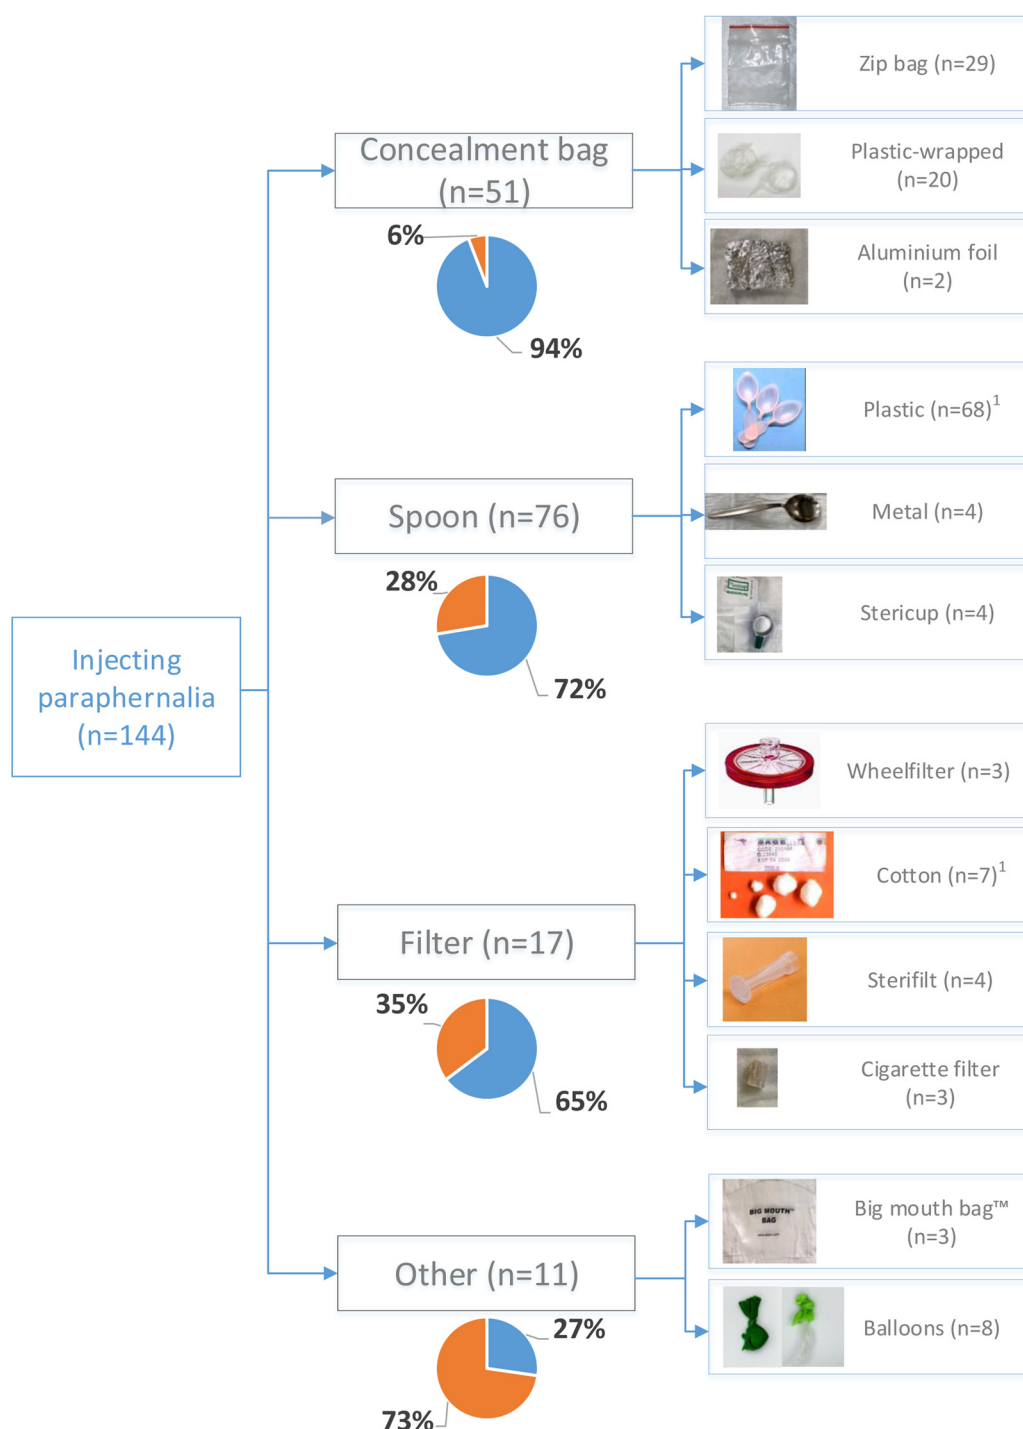 Injecting
paraphernalia
(n=144)
Concealment bag
(n=51)
6%
94%
Zip bag (n=29)
Plastic-wrapped
(n=20)
Aluminium foil
(n=2)
Spoon (n=76)
28%
72%
Plastic (n=68)1
Metal (n=4)
Stericup (n=4)
Filter (n=17)
35%
65%
Wheelfilter (n=3)
Cotton (n=7)1
Sterifilt (n=4)
Cigarette filter
(n=3)
Other (n=11)
27%
73%
BIG MOUTH™
BAG
Big mouth bag™
(n=3)
Balloons (n=8)